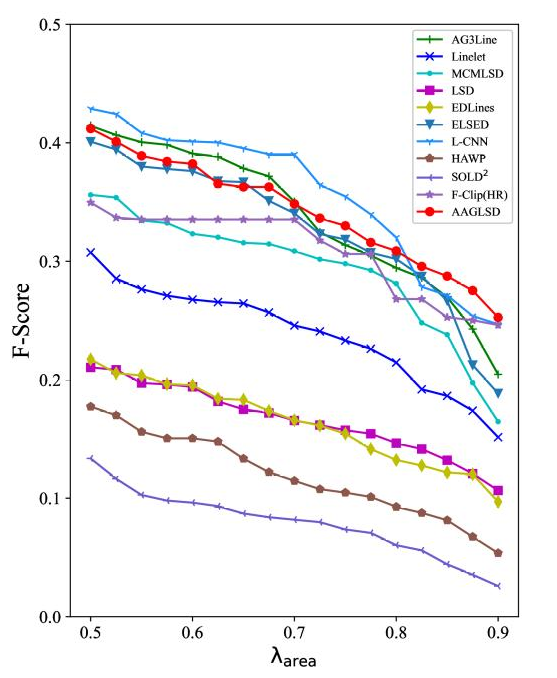 0.5
0.4
0.3
0.2
0.1
0.0
F-Score
AG3Line
Linelet
MCMLSD
LSD
EDLines
ELSED
L-CNN
HAWP
SOLD²
F-Clip(HR)
AAGLSD
0.5 0.6 0.7 0.8 0.9
λarea